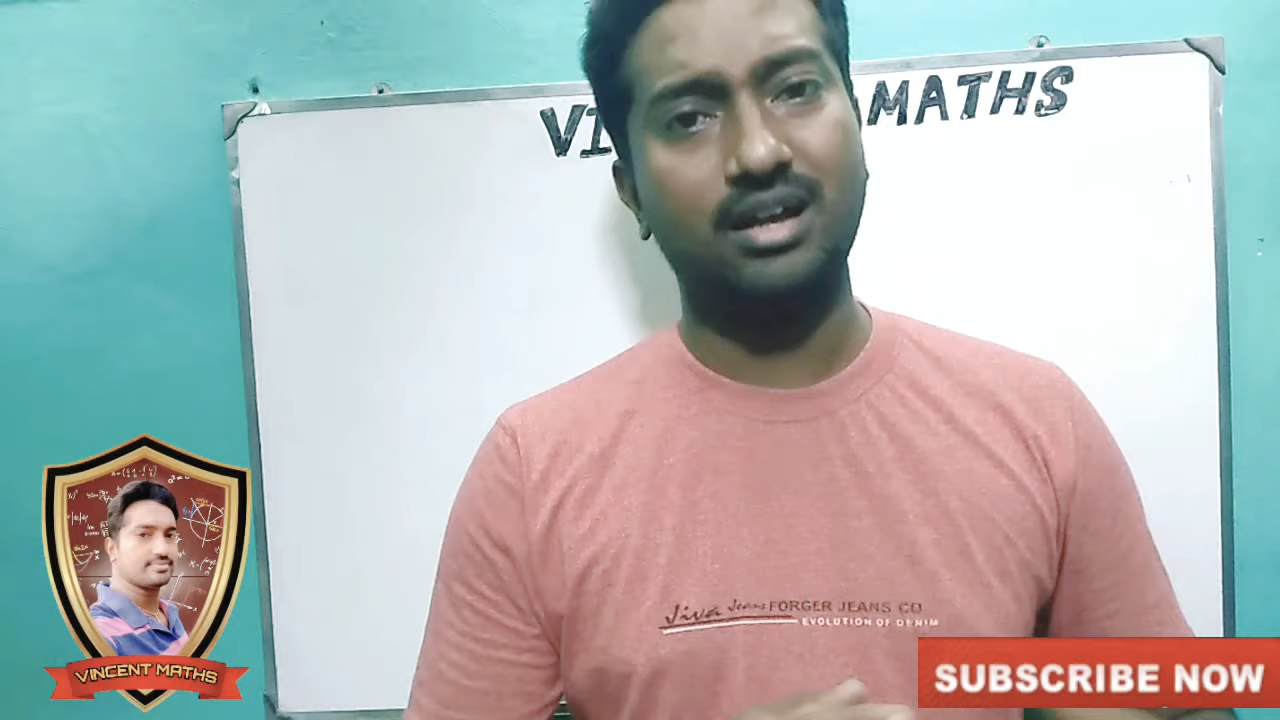 VI MATHS
Jiva Jeans FORGER JEANS CO
EVOLUTION OF DENIM
VINCENT MATHS
SUBSCRIBE NOW